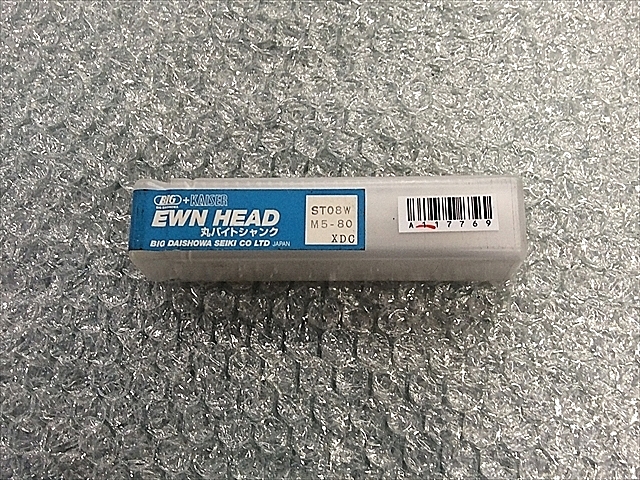 BIG +KAISER
EWN HEAD
丸バイトシャンク
BIG DAISHOWA SEIKI CO LTD JAPAN
ST08W
M5-80
XDC
A-17769